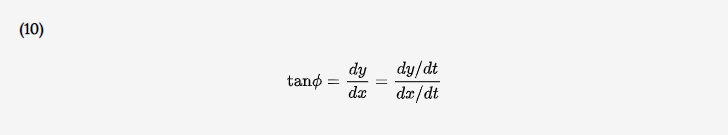 (10)
tanϕ = dy/dx = (dy/dt)/(dx/dt)